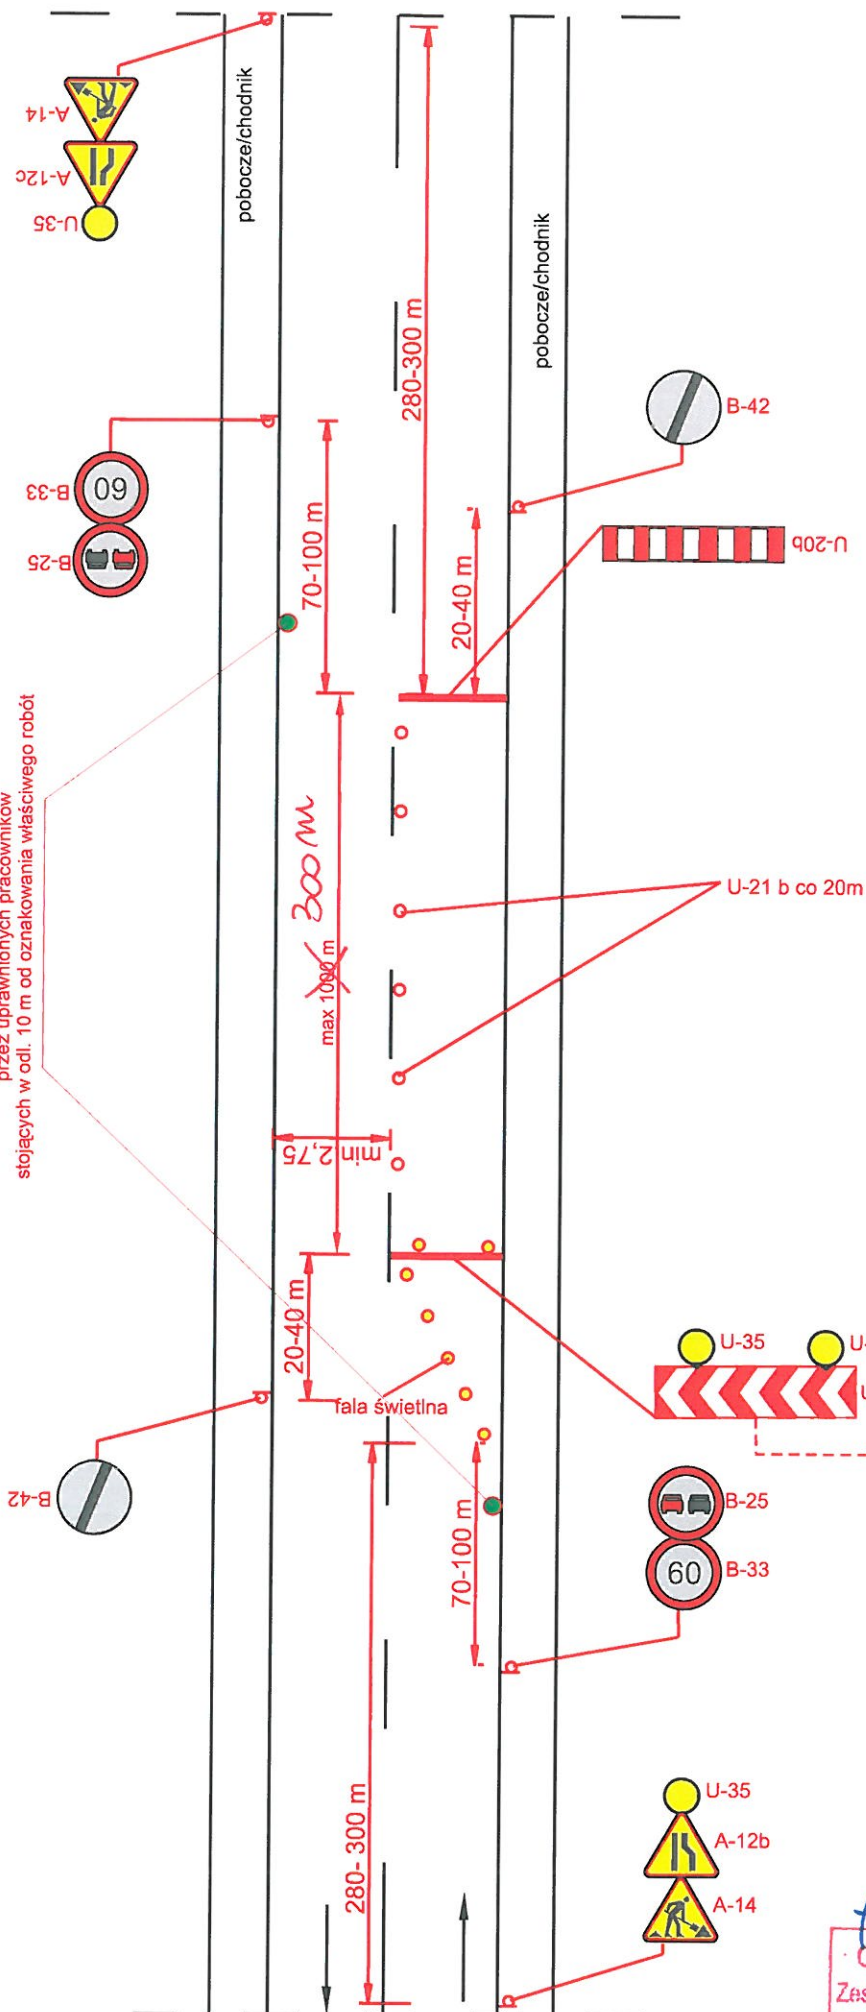 A-14
A-12c
U-35
pobocze/chodnik
280-300 m
pobocze/chodnik
B-42
B-33
60
B-25
70-100 m
20-40 m
U-20b
przez uprawnionych pracowników
stojących w odl. 10 m od oznakowania właściwego robót
300 m
max 1000 m
U-21 b co 20m
min 2,75
20-40 m
U-35
fala świetlna
B-42
B-25
70-100 m
60
B-33
280- 300 m
U-35
A-12b
A-14